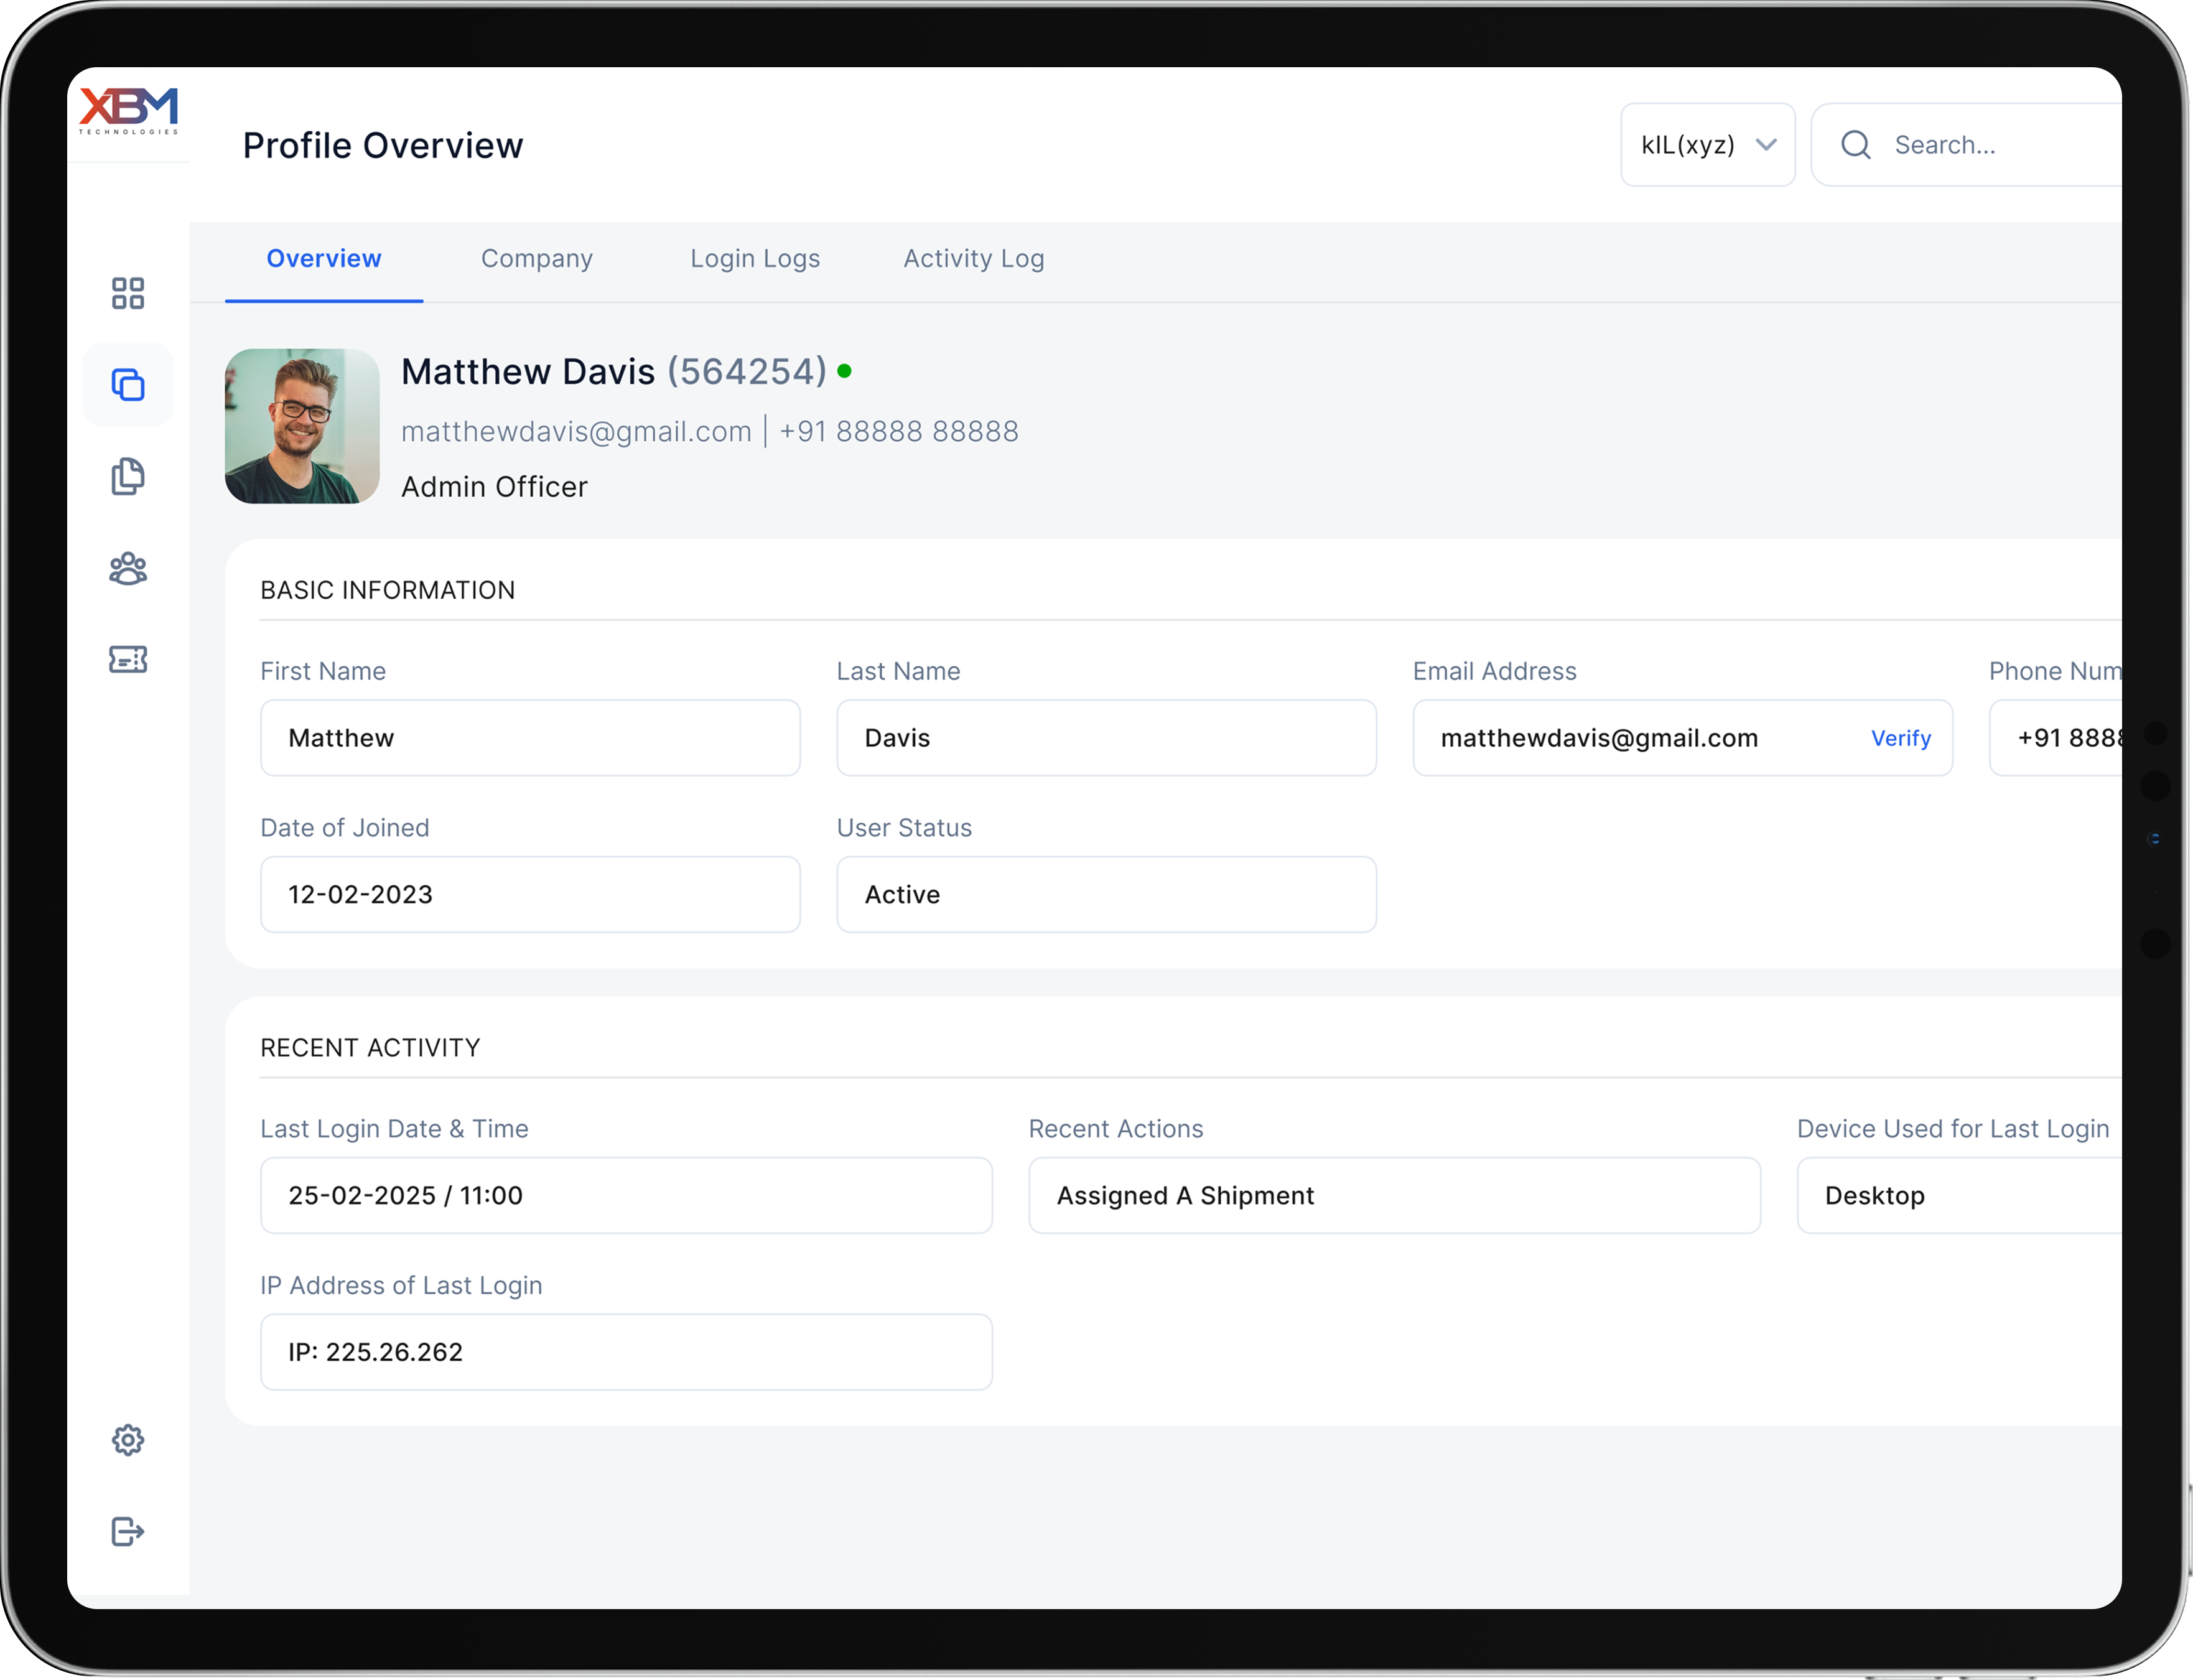 XBM
TECHNOLOGIES
Profile Overview
kIL(xyz)
Search...
Overview Company Login Logs Activity Log
Matthew Davis (564254)
matthewdavis@gmail.com | +91 88888 88888
Admin Officer
BASIC INFORMATION
First Name Last Name Email Address Phone Num
Matthew Davis matthewdavis@gmail.com Verify +91 8888
Date of Joined User Status
12-02-2023 Active
RECENT ACTIVITY
Last Login Date & Time Recent Actions Device Used for Last Login
25-02-2025 / 11:00 Assigned A Shipment Desktop
IP Address of Last Login
IP: 225.26.262